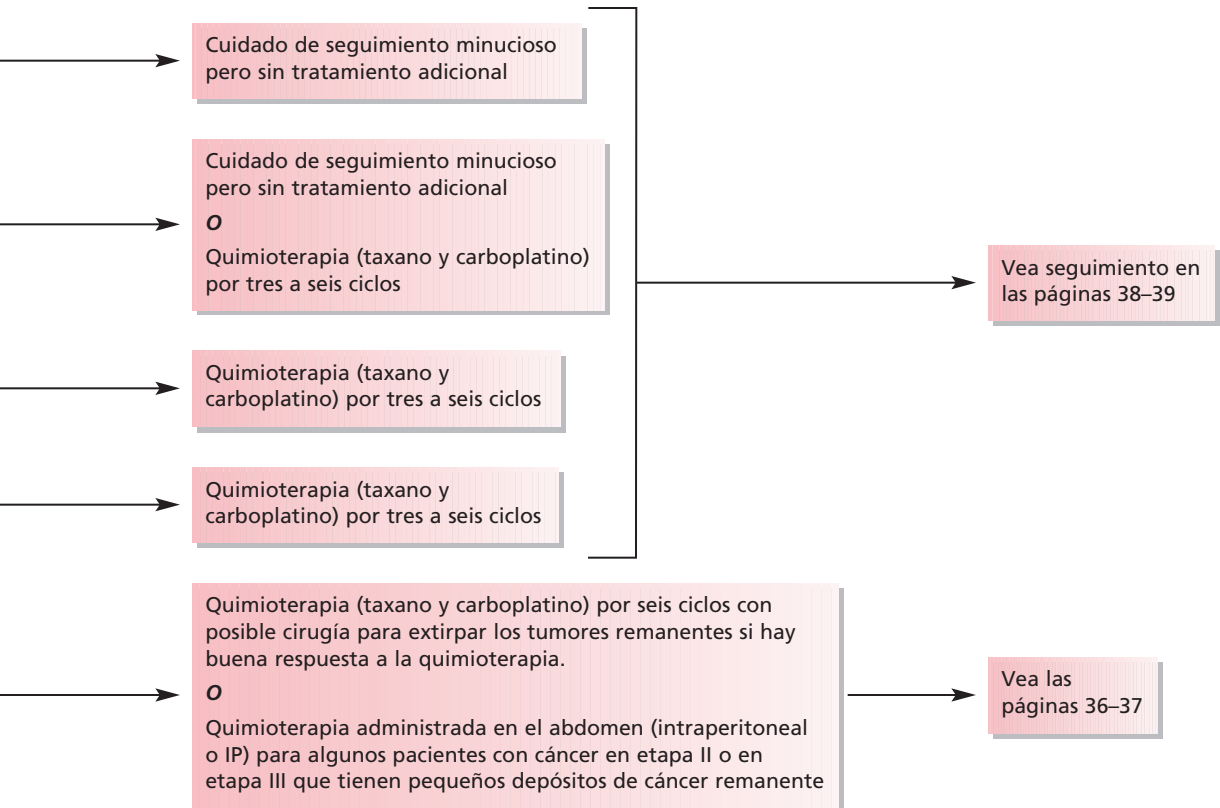 Cuidado de seguimiento minucioso
pero sin tratamiento adicional
Cuidado de seguimiento minucioso
pero sin tratamiento adicional
O
Quimioterapia (taxano y carboplatino)
por tres a seis ciclos
Vea seguimiento en
las páginas 38–39
Quimioterapia (taxano y
carboplatino) por tres a seis ciclos
Quimioterapia (taxano y
carboplatino) por tres a seis ciclos
Quimioterapia (taxano y carboplatino) por seis ciclos con
posible cirugía para extirpar los tumores remanentes si hay
buena respuesta a la quimioterapia.
O
Quimioterapia administrada en el abdomen (intraperitoneal
o IP) para algunos pacientes con cáncer en etapa II o en
etapa III que tienen pequeños depósitos de cáncer remanente
Vea las
páginas 36–37